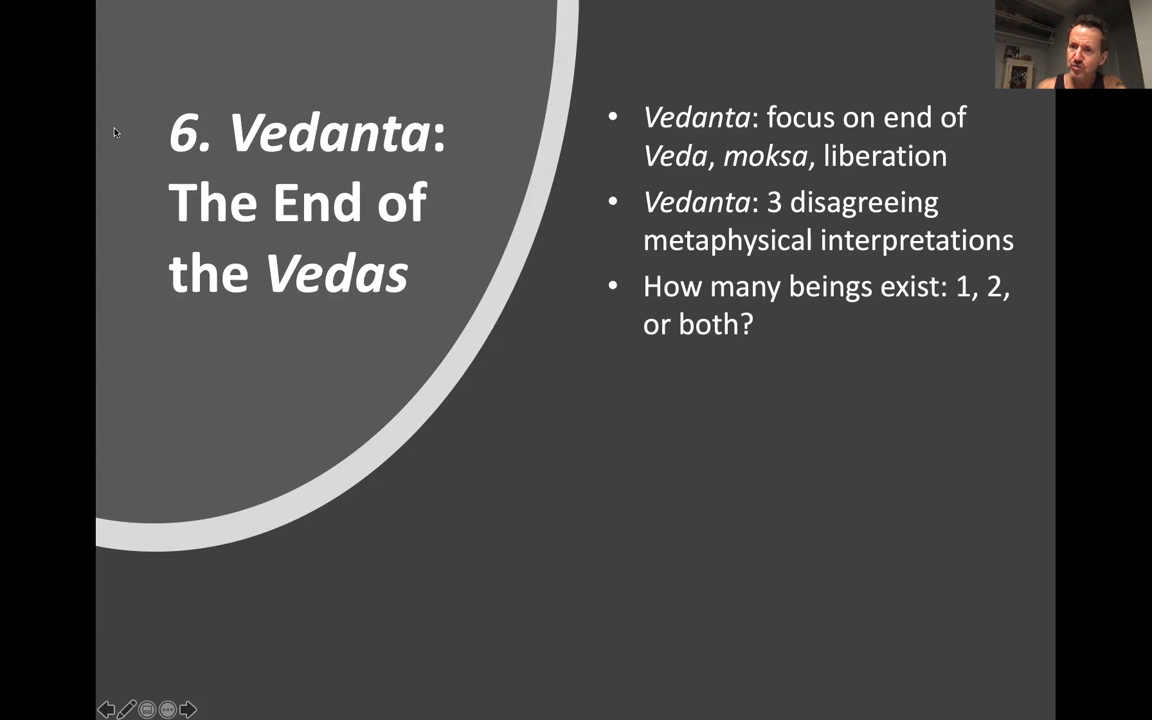 6. Vedanta:
The End of
the Vedas
• Vedanta: focus on end of
Veda, moksa, liberation
• Vedanta: 3 disagreeing
metaphysical interpretations
• How many beings exist: 1, 2,
or both?